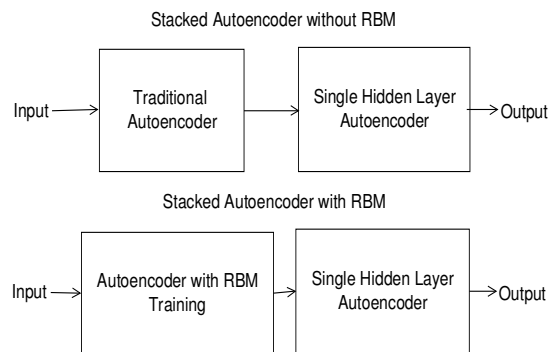 Stacked Autoencoder without RBM
Input
Traditional
Autoencoder
Single Hidden Layer
Autoencoder
Output
Stacked Autoencoder with RBM
Input
Autoencoder with RBM
Training
Single Hidden Layer
Autoencoder
Output